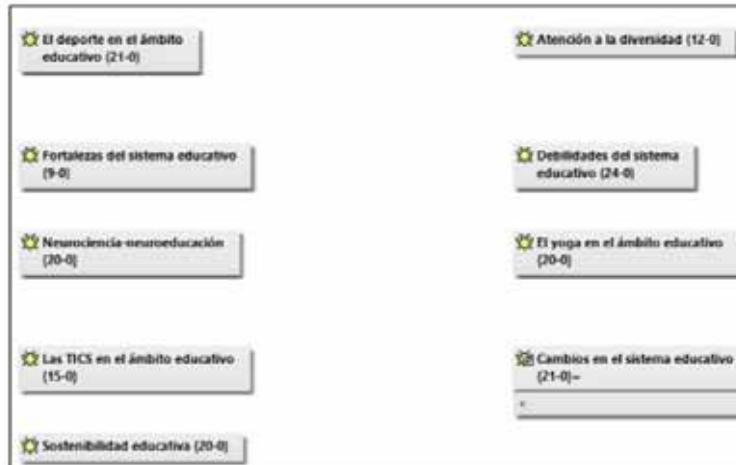 El deporte en el ámbito
educativo {21-0}
Atención a la diversidad {12-0}
Fortalezas del sistema educativo
{9-0}
Debilidades del sistema
educativo {24-0}
Neurociencia-neuroeducación
{20-0}
El yoga en el ámbito educativo
{20-0}
Las TICS en el ámbito educativo
{15-0}
Cambios en el sistema educativo
{21-0}~
Sostenibilidad educativa {20-0}